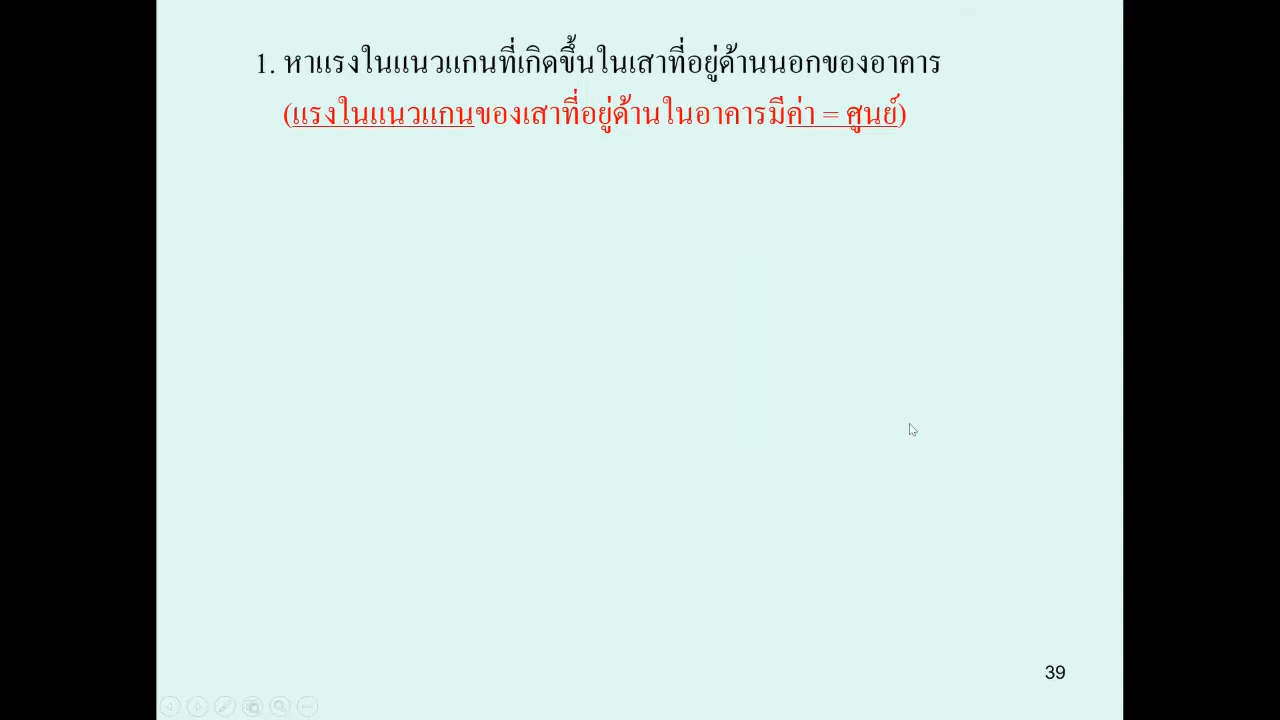 1. หาแรงในแนวแกนที่เกิดขึ้นในเสาที่อยู่ด้านนอกของอาคาร
(แรงในแนวแกนของเสาที่อยู่ด้านในอาคารมีค่า = ศูนย์)
39